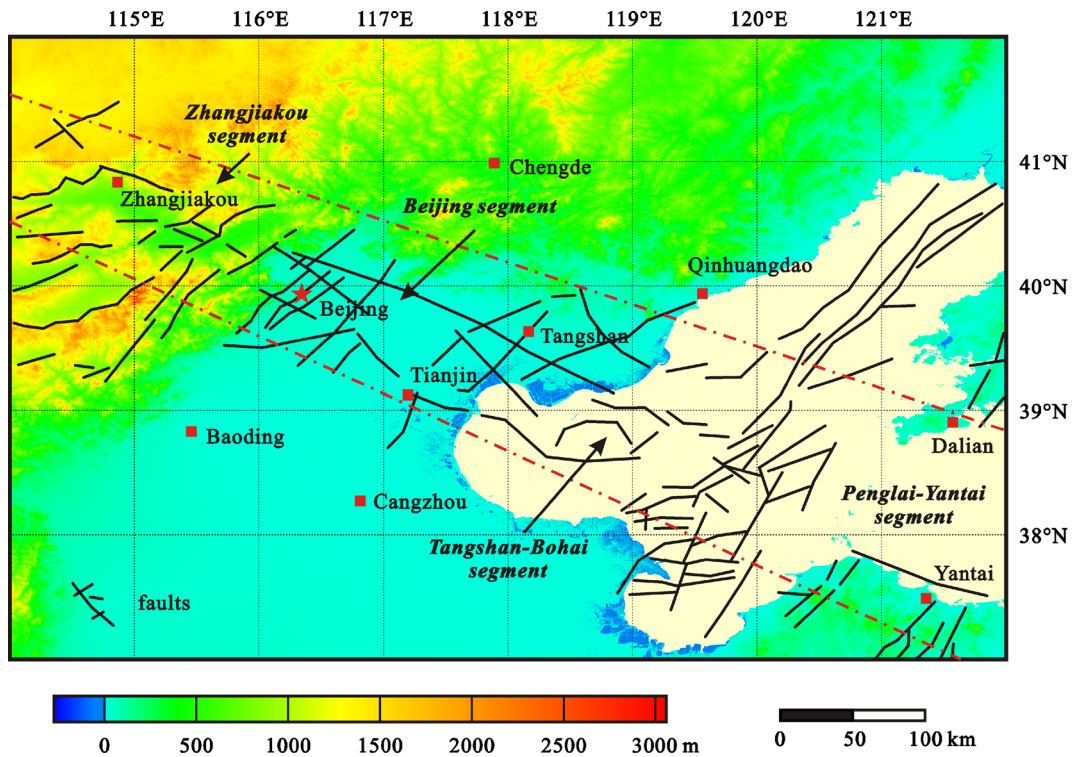 115°E 116°E 117°E 118°E 119°E 120°E 121°E
Zhangjiakou
segment
Chengde
41°N
Zhangjiakou
Beijing segment
Qinhuangdao
40°N
Beijing
Tangshan
Tianjin
39°N
Baoding
Dalian
Cangzhou
Penglai-Yantai
segment
38°N
Tangshan-Bohai
segment
Yantai
faults
0 500 1000 1500 2000 2500 3000 m
0 50 100 km